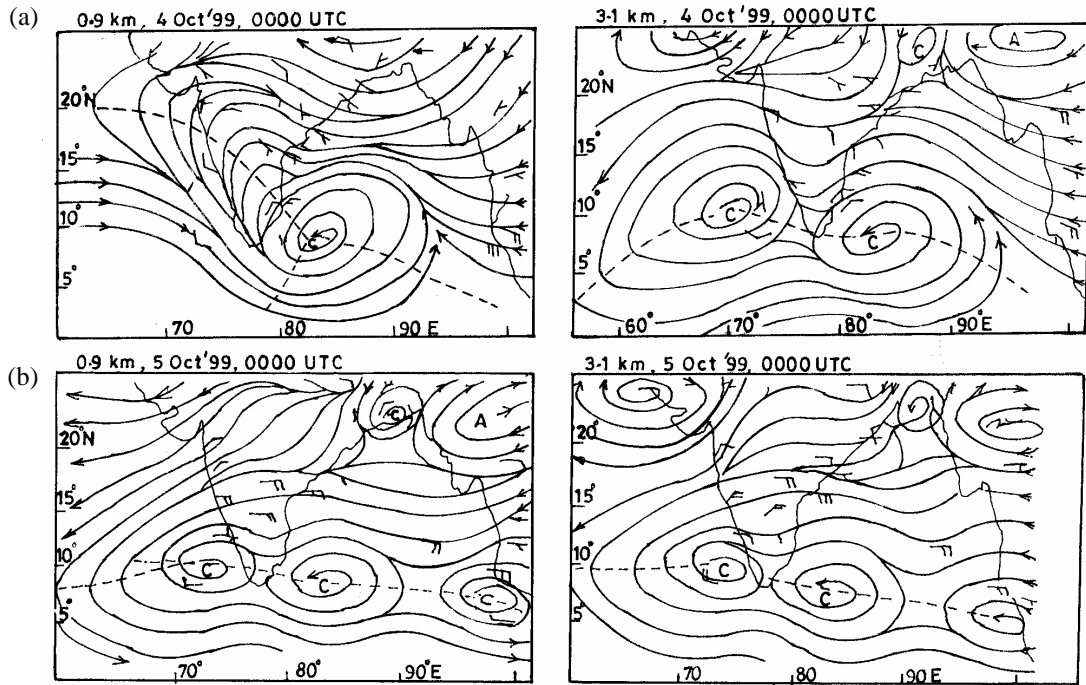 (a)
0·9 km, 4 Oct'99, 0000 UTC
20°N
15°
10°
5°
C
70
80°
90°E
3·1 km, 4 Oct'99, 0000 UTC
C
A
20°
15°
10°
5°
C
C
60°
70°
80°
90°E
(b)
0·9 km, 5 Oct'99, 0000 UTC
C
A
20°N
15°
10°
5°
C
C
C
70°
80°
90°E
3·1 km, 5 Oct'99, 0000 UTC
20°
15°
10°
5°
C
C
70
80°
90°E